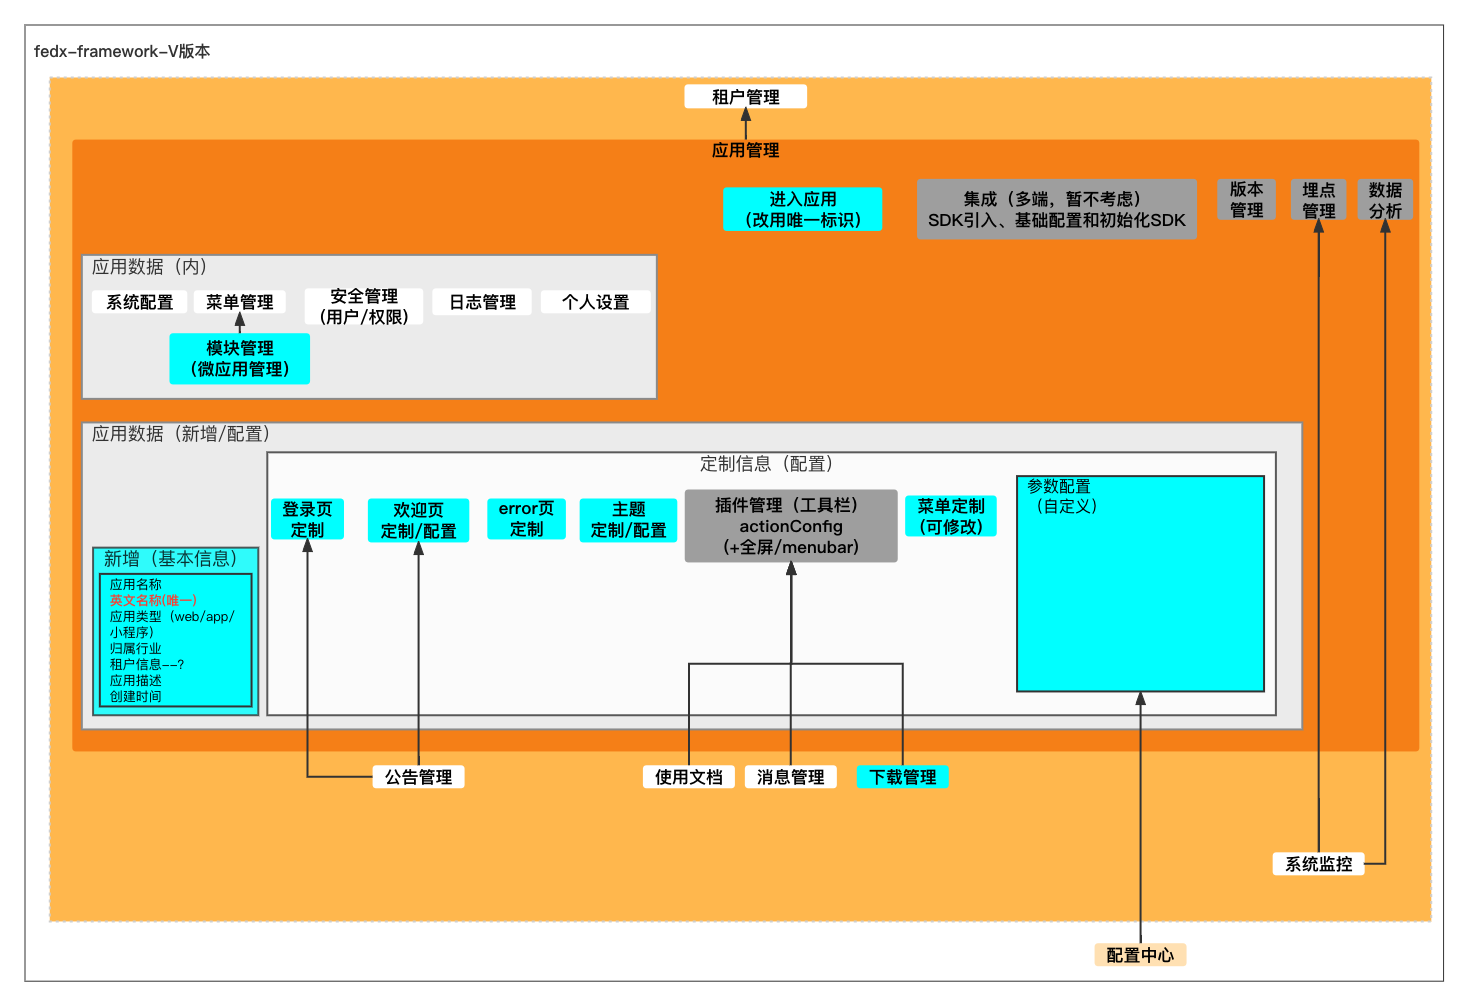 fedx-framework-V版本
租户管理
应用管理
进入应用
（改用唯一标识）
集成（多端，暂不考虑）
SDK引入、基础配置和初始化SDK
版本
管理
埋点
管理
数据
分析
应用数据（内）
系统配置
菜单管理
安全管理
（用户/权限）
日志管理
个人设置
模块管理
（微应用管理）
应用数据（新增/配置）
定制信息（配置）
登录页
定制
欢迎页
定制/配置
error页
定制
主题
定制/配置
插件管理（工具栏）
actionConfig
（+全屏/menubar）
菜单定制
（可修改）
参数配置
（自定义）
新增（基本信息）
应用名称
英文名称(唯一)
应用类型（web/app/
小程序）
归属行业
租户信息--?
应用描述
创建时间
公告管理
使用文档
消息管理
下载管理
系统监控
配置中心